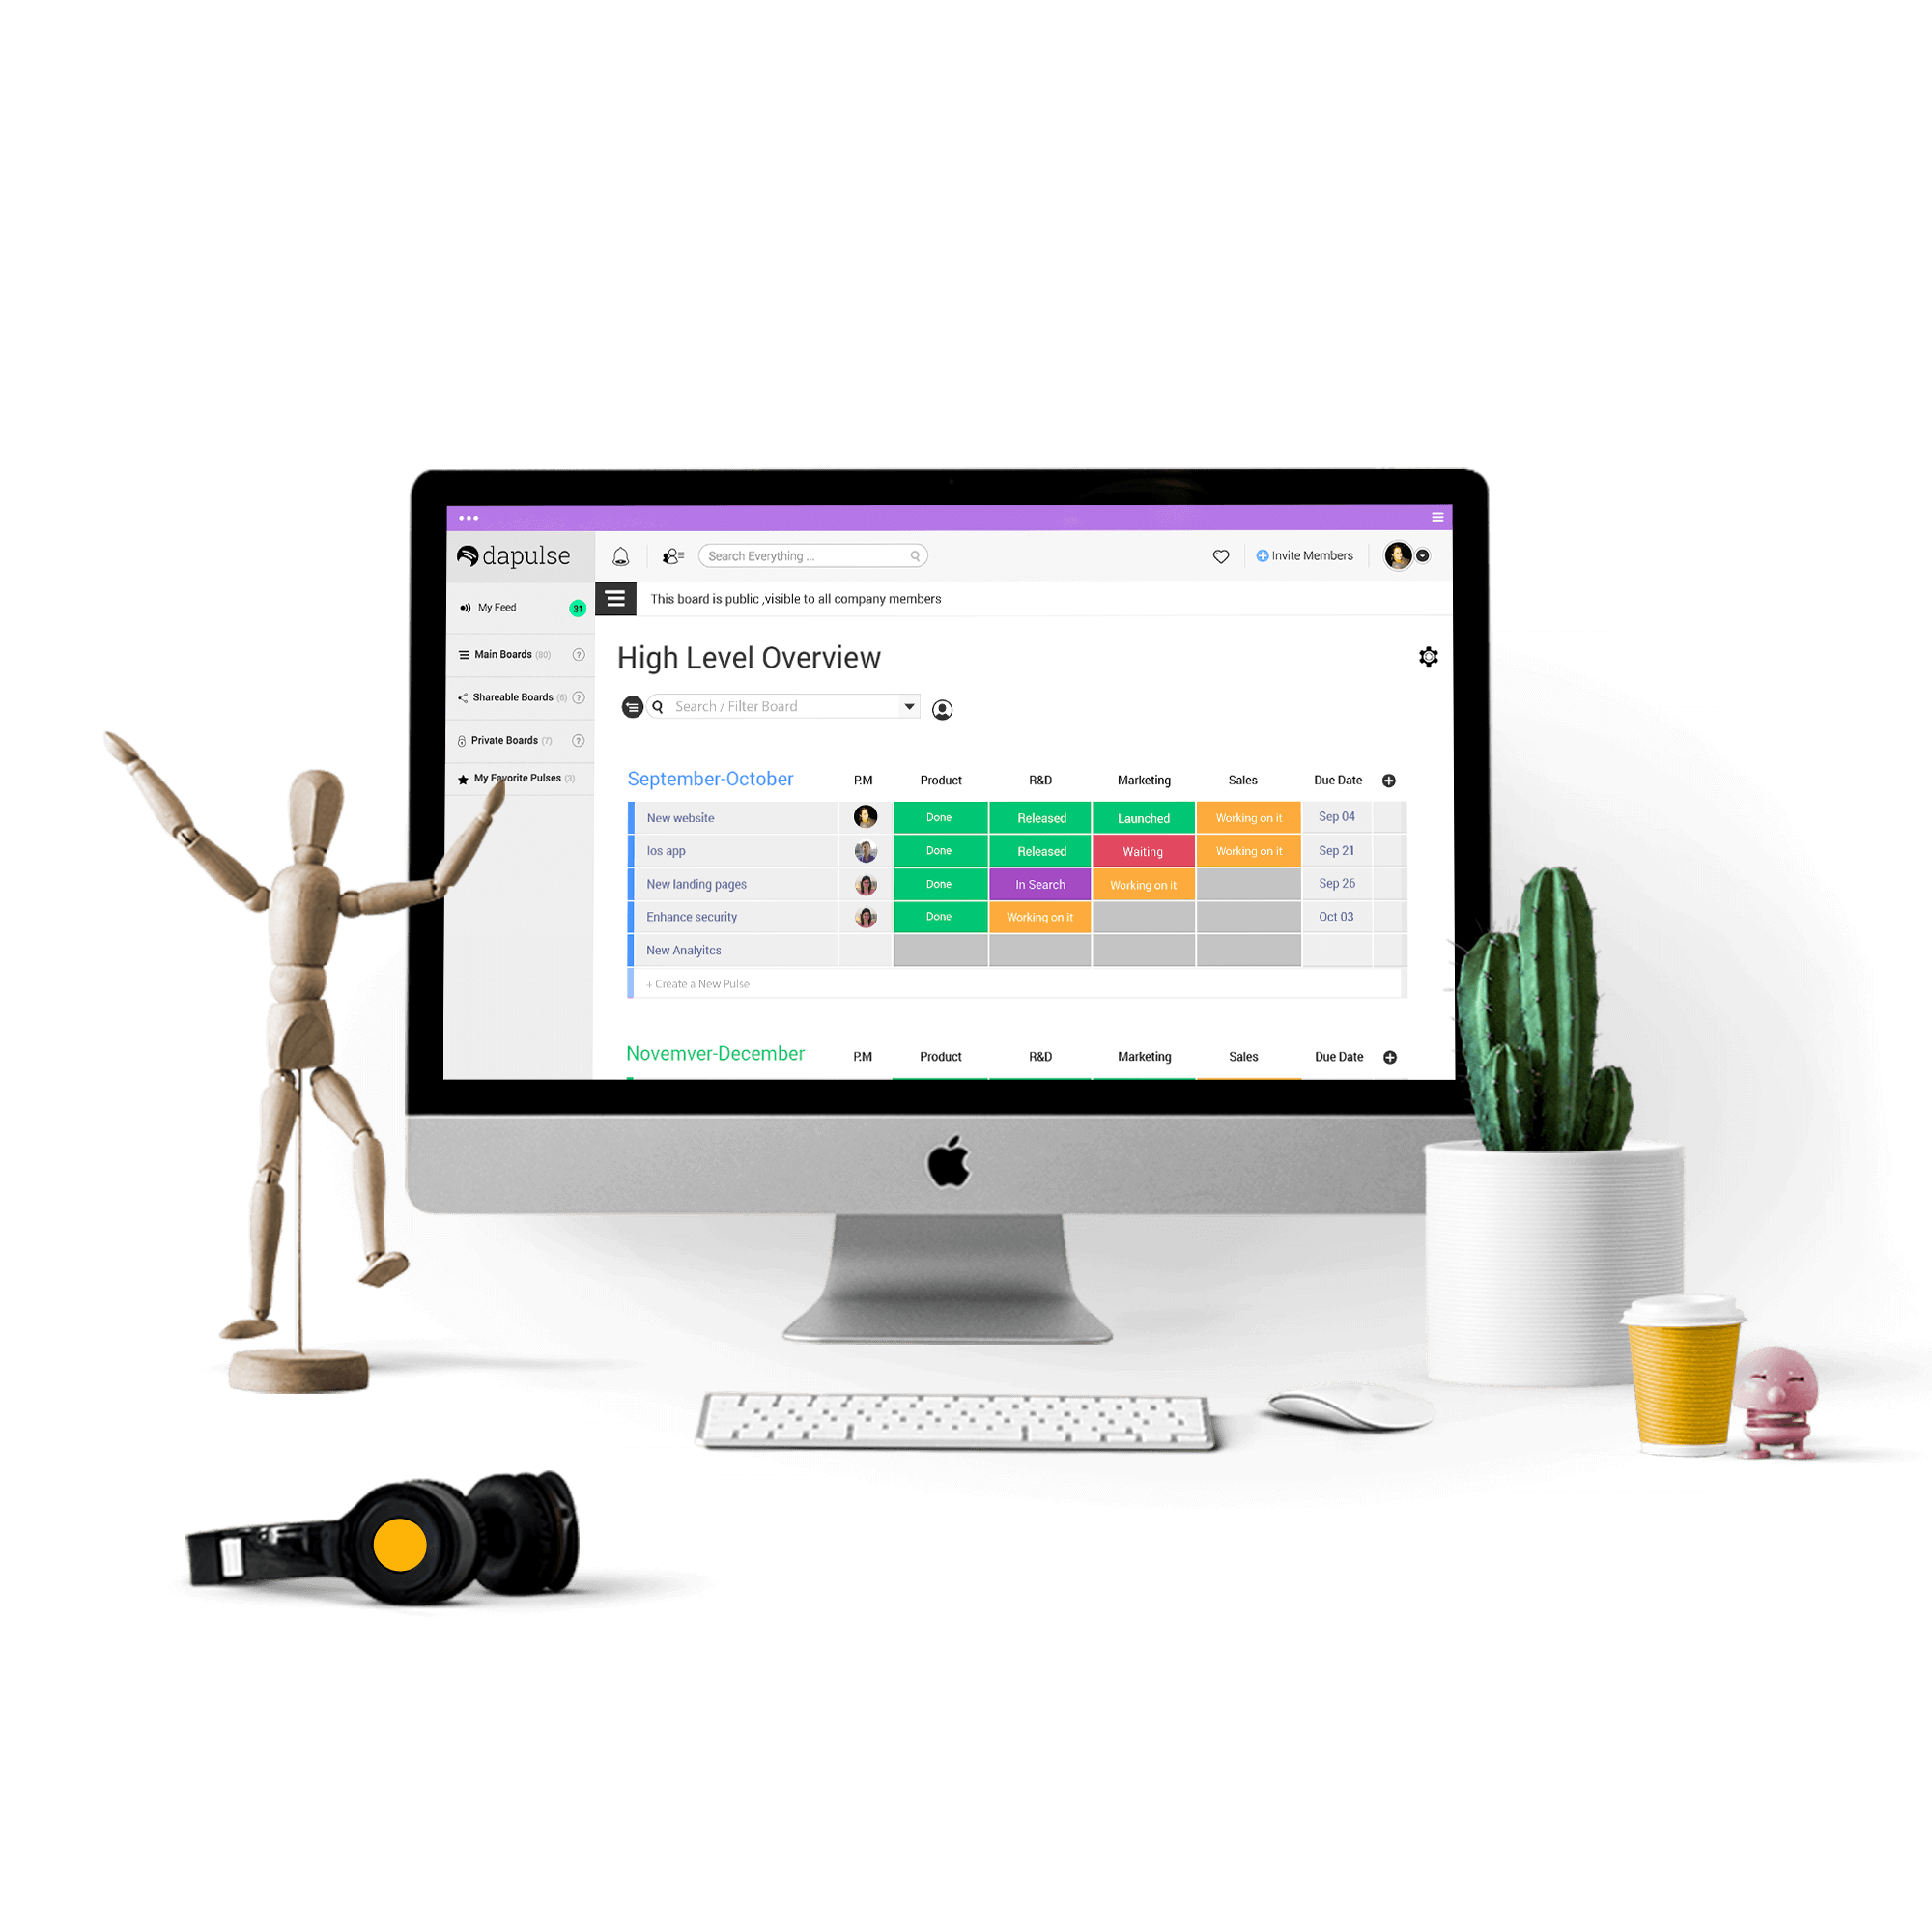 dapulse
Search Everything ...
Invite Members
My Feed 31
This board is public ,visible to all company members
Main Boards (80) ?
Shareable Boards (6) ?
Private Boards (7) ?
My Favorite Pulses (3)
High Level Overview
Search / Filter Board
September-October P.M Product R&D Marketing Sales Due Date
New website Done Released Launched Working on it Sep 04
Ios app Done Released Waiting Working on it Sep 21
New landing pages Done In Search Working on it Sep 26
Enhance security Done Working on it Oct 03
New Analyitcs
+ Create a New Pulse
Novemver-December P.M Product R&D Marketing Sales Due Date